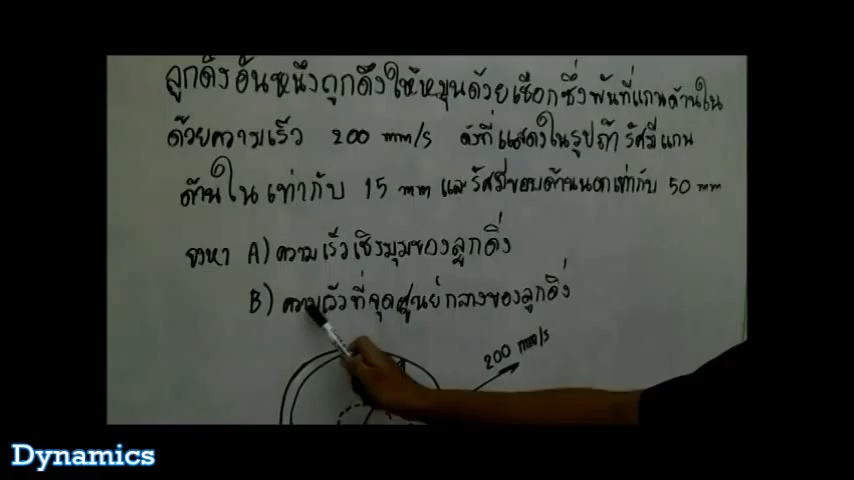 ลูกดิ่งอันหนึ่งถูกดึงให้หมุนด้วยเชือกซึ่งพันที่แกนด้านใน
ด้วยความเร็ว 200 mm/s ดังที่แสดงในรูปถ้ารัศมีแกน
ด้านในเท่ากับ 15 mm และรัศมีขอบด้านนอกเท่ากับ 50 mm
จงหา A) ความเร็วเชิงมุมของลูกดิ่ง
B) ความเร็วที่จุดศูนย์กลางของลูกดิ่ง
200 mm/s
Dynamics